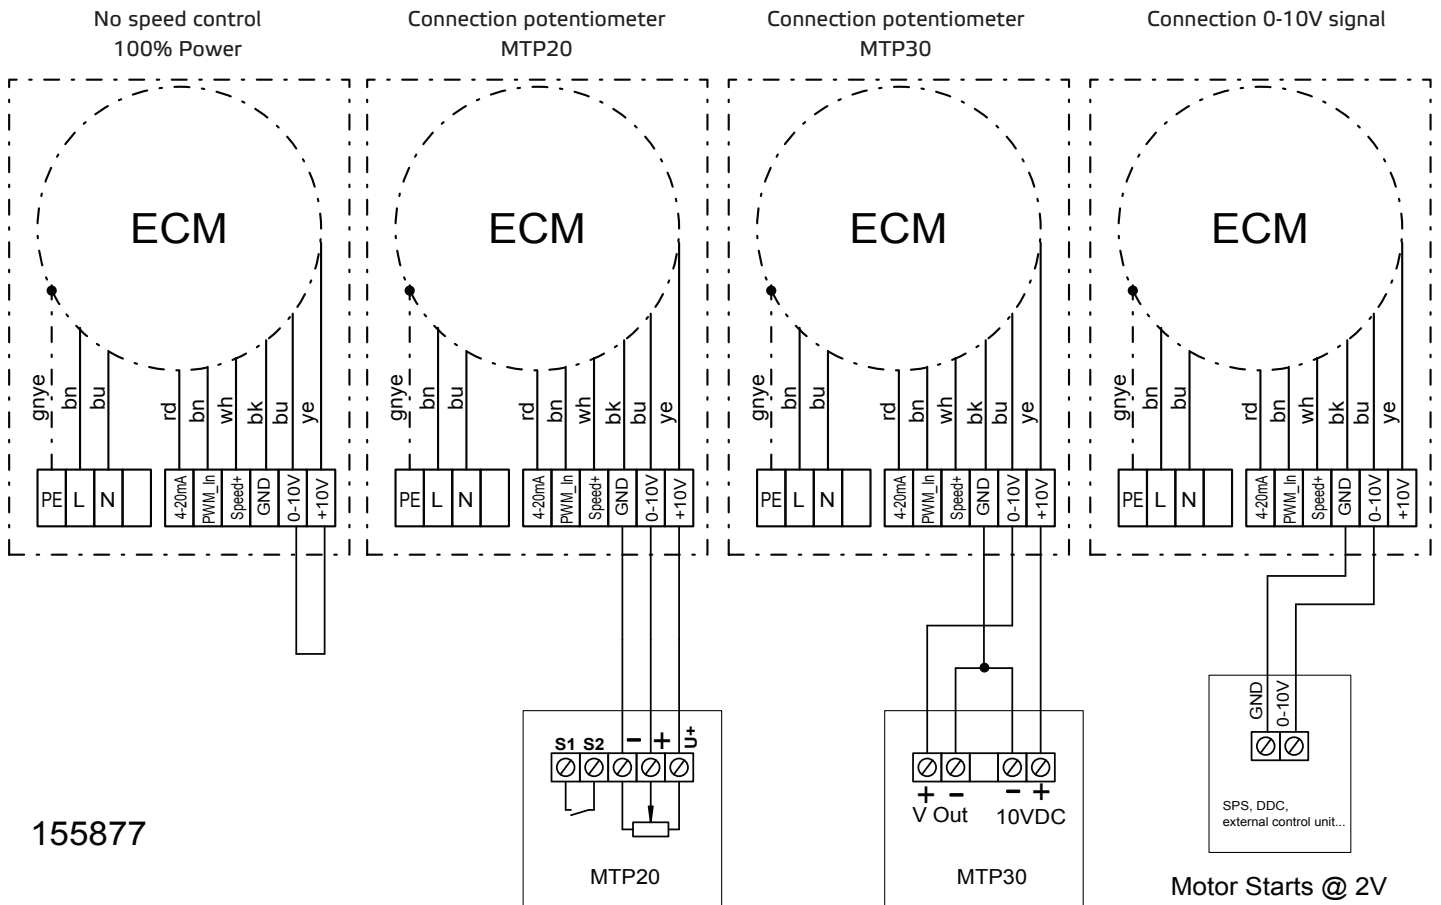 No speed control
100% Power
Connection potentiometer
MTP20
Connection potentiometer
MTP30
Connection 0-10V signal
ECM
gnye
bn
bu
rd
bn
wh
bk
bu
ye
PE
L
N
4-20mA
PWM_In
Speed+
GND
0-10V
+10V
ECM
gnye
bn
bu
rd
bn
wh
bk
bu
ye
PE
L
N
4-20mA
PWM_In
Speed+
GND
0-10V
+10V
S1 S2 - + U+
MTP20
ECM
gnye
bn
bu
rd
bn
wh
bk
bu
ye
PE
L
N
4-20mA
PWM_In
Speed+
GND
0-10V
+10V
+ - - +
V Out 10VDC
MTP30
ECM
gnye
bn
bu
rd
bn
wh
bk
bu
ye
PE
L
N
4-20mA
PWM_In
Speed+
GND
0-10V
+10V
GND
0-10V
SPS, DDC,
external control unit...
Motor Starts @ 2V
155877